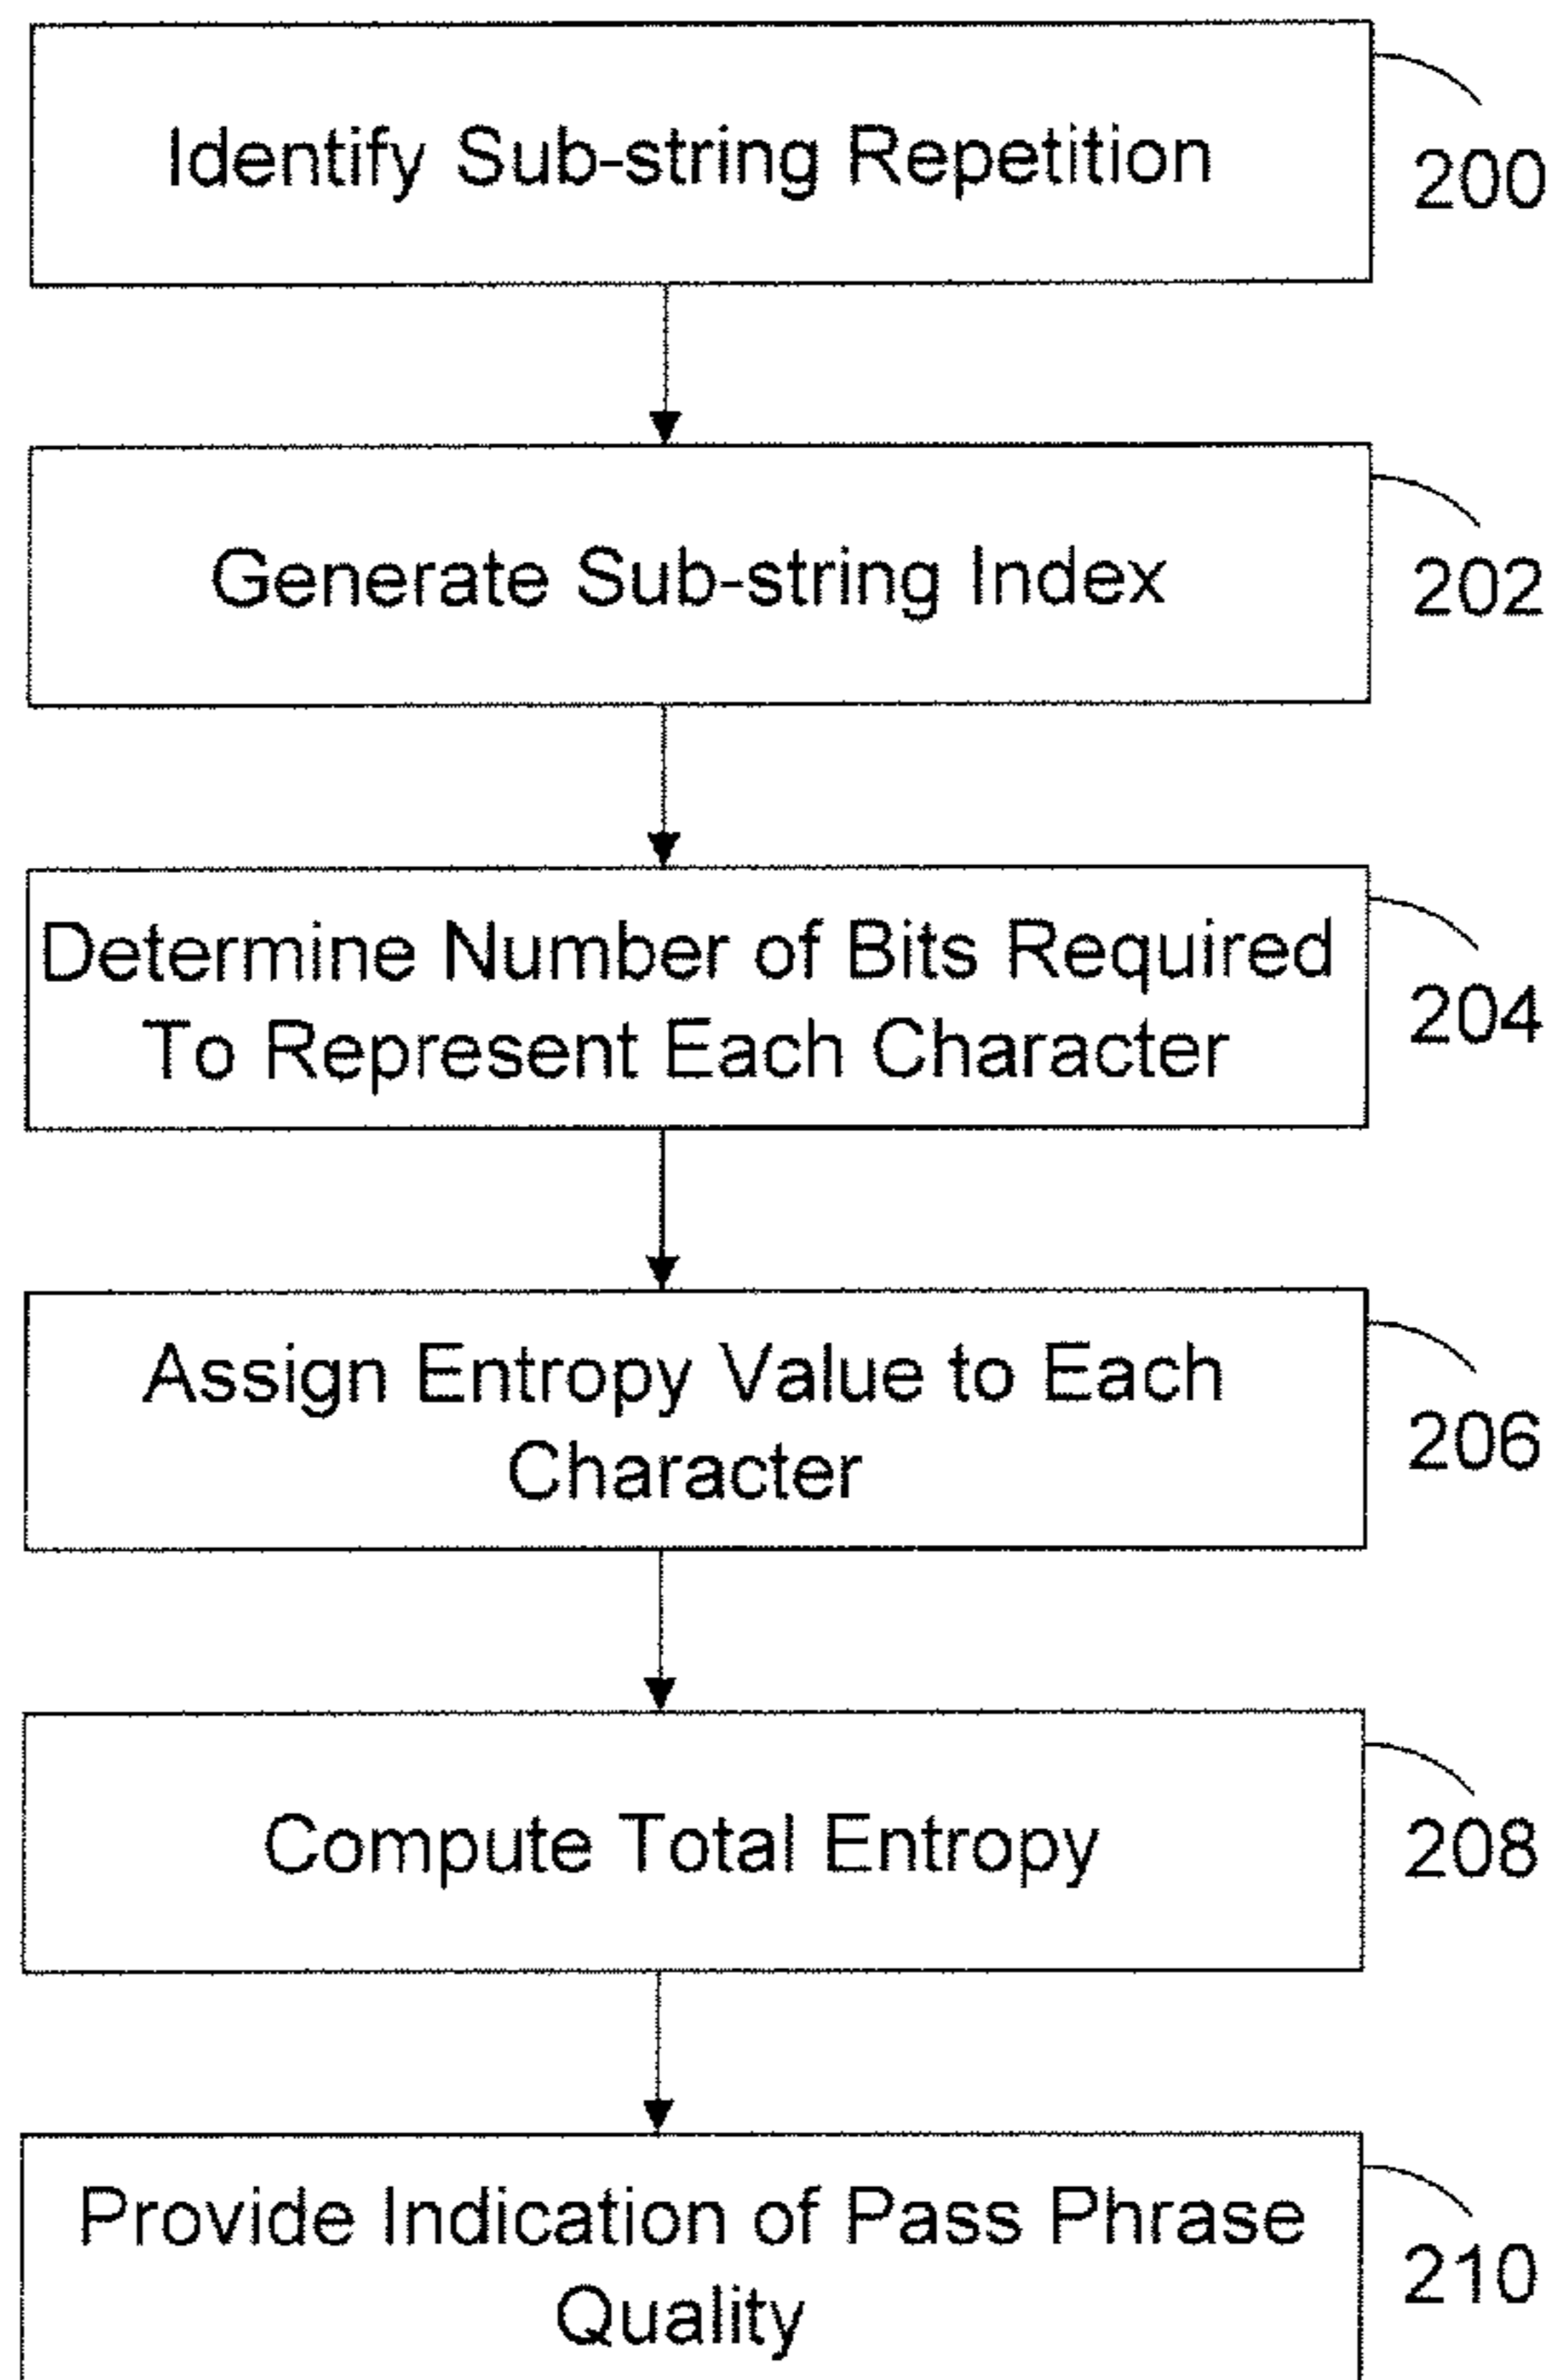 Identify Sub-string Repetition
200
Generate Sub-string Index
202
Determine Number of Bits Required
To Represent Each Character
204
Assign Entropy Value to Each
Character
206
Compute Total Entropy
208
Provide Indication of Pass Phrase
Quality
210